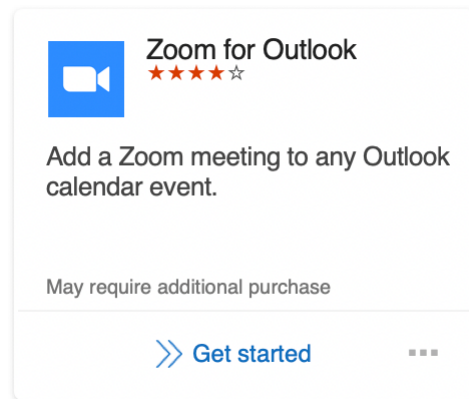 Zoom for Outlook
Add a Zoom meeting to any Outlook
calendar event.
May require additional purchase
Get started